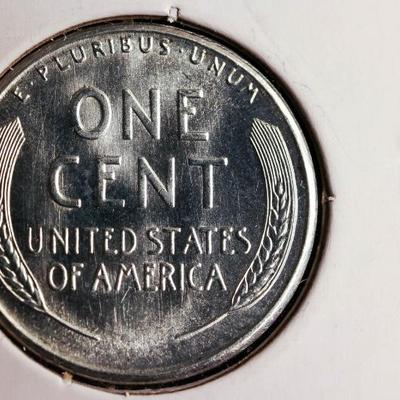 E·PLURIBUS·UNUM
ONE
CENT
UNITED STATES
OF AMERICA